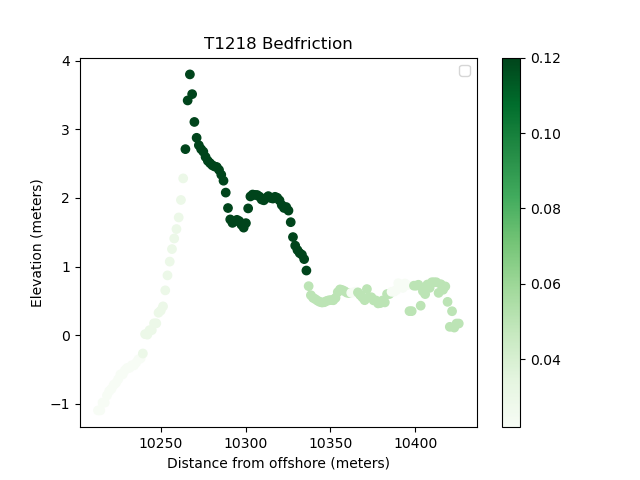 T1218 Bedfriction
4
3
2
1
0
−1
Elevation (meters)
10250 10300 10350 10400
Distance from offshore (meters)
0.12
0.10
0.08
0.06
0.04